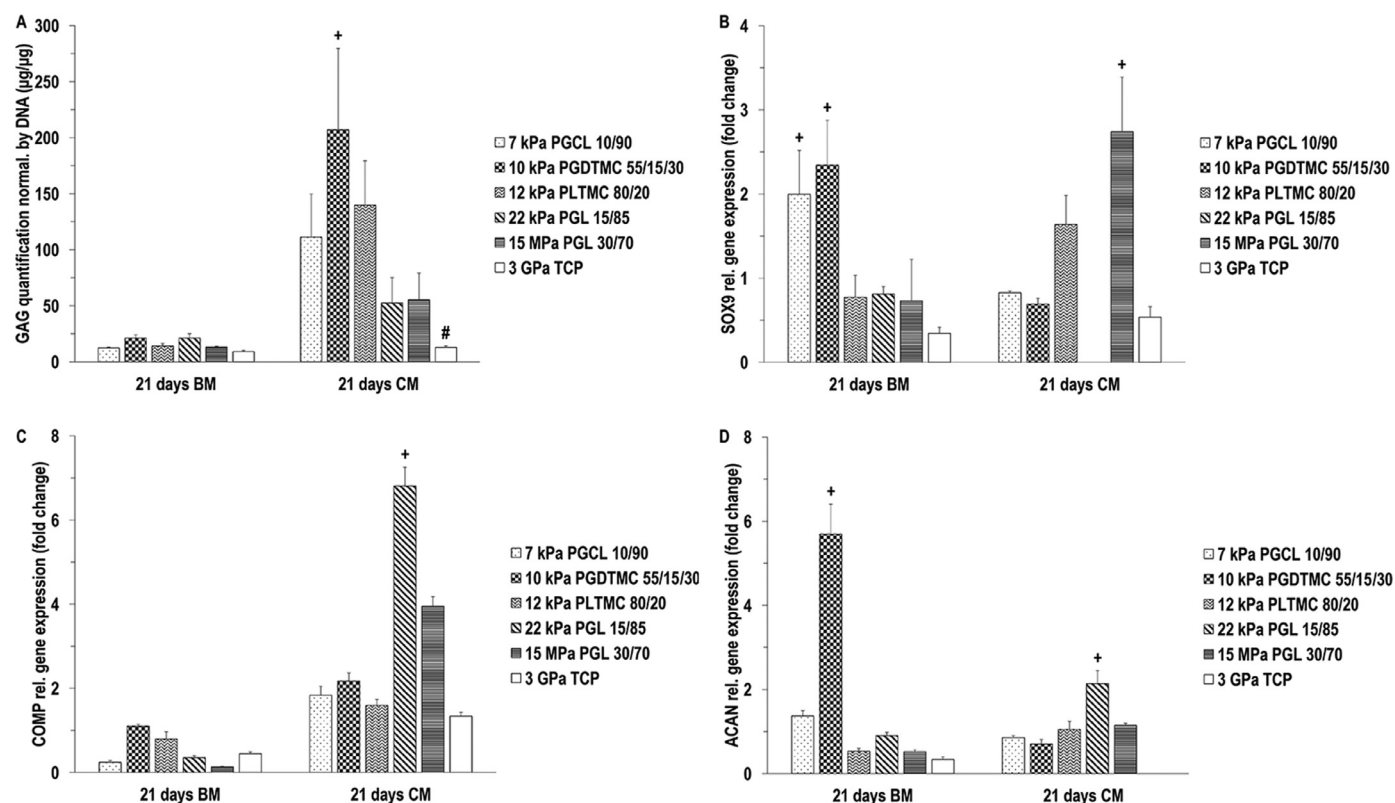 A
GAG quantification normal. by DNA (µg/µg)
300
250
200
150
100
50
0
+
#
21 days BM
21 days CM
7 kPa PGCL 10/90
10 kPa PGDTMC 55/15/30
12 kPa PLTMC 80/20
22 kPa PGL 15/85
15 MPa PGL 30/70
3 GPa TCP
B
SOX9 rel. gene expression (fold change)
4
3
2
1
0
+
+
+
21 days BM
21 days CM
7 kPa PGCL 10/90
10 kPa PGDTMC 55/15/30
12 kPa PLTMC 80/20
22 kPa PGL 15/85
15 MPa PGL 30/70
3 GPa TCP
C
COMP rel. gene expression (fold change)
8
6
4
2
0
+
21 days BM
21 days CM
7 kPa PGCL 10/90
10 kPa PGDTMC 55/15/30
12 kPa PLTMC 80/20
22 kPa PGL 15/85
15 MPa PGL 30/70
3 GPa TCP
D
ACAN rel. gene expression (fold change)
8
6
4
2
0
+
+
21 days BM
21 days CM
7 kPa PGCL 10/90
10 kPa PGDTMC 55/15/30
12 kPa PLTMC 80/20
22 kPa PGL 15/85
15 MPa PGL 30/70
3 GPa TCP